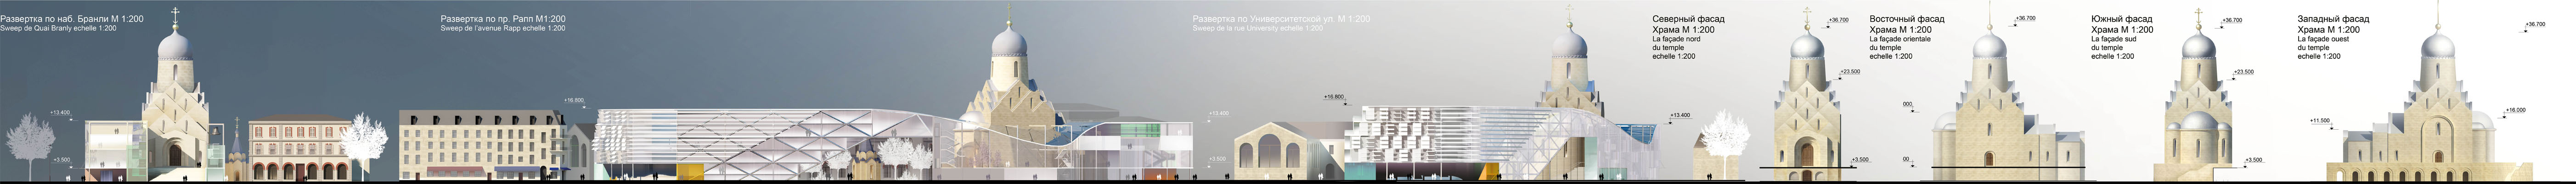 Развертка по наб. Бранли М 1:200
Sweep de Quai Branly echelle 1:200
+13.400
+3.500
Развертка по пр. Рапп М1:200
Sweep de l'avenue Rapp echelle 1:200
+16.800
+13.400
+3.500
Развертка по Университетской ул. М 1:200
Sweep de la rue University echelle 1:200
+16.800
+13.400
Северный фасад
Храма М 1:200
La façade nord
du temple
echelle 1:200
+36.700
+23.500
+3.500
Восточный фасад
Храма М 1:200
La façade orientale
du temple
echelle 1:200
+36.700
000
00
Южный фасад
Храма М 1:200
La façade sud
du temple
echelle 1:200
+36.700
+23.500
+3.500
Западный фасад
Храма М 1:200
La façade ouest
du temple
echelle 1:200
+36.700
+16.000
+11.500